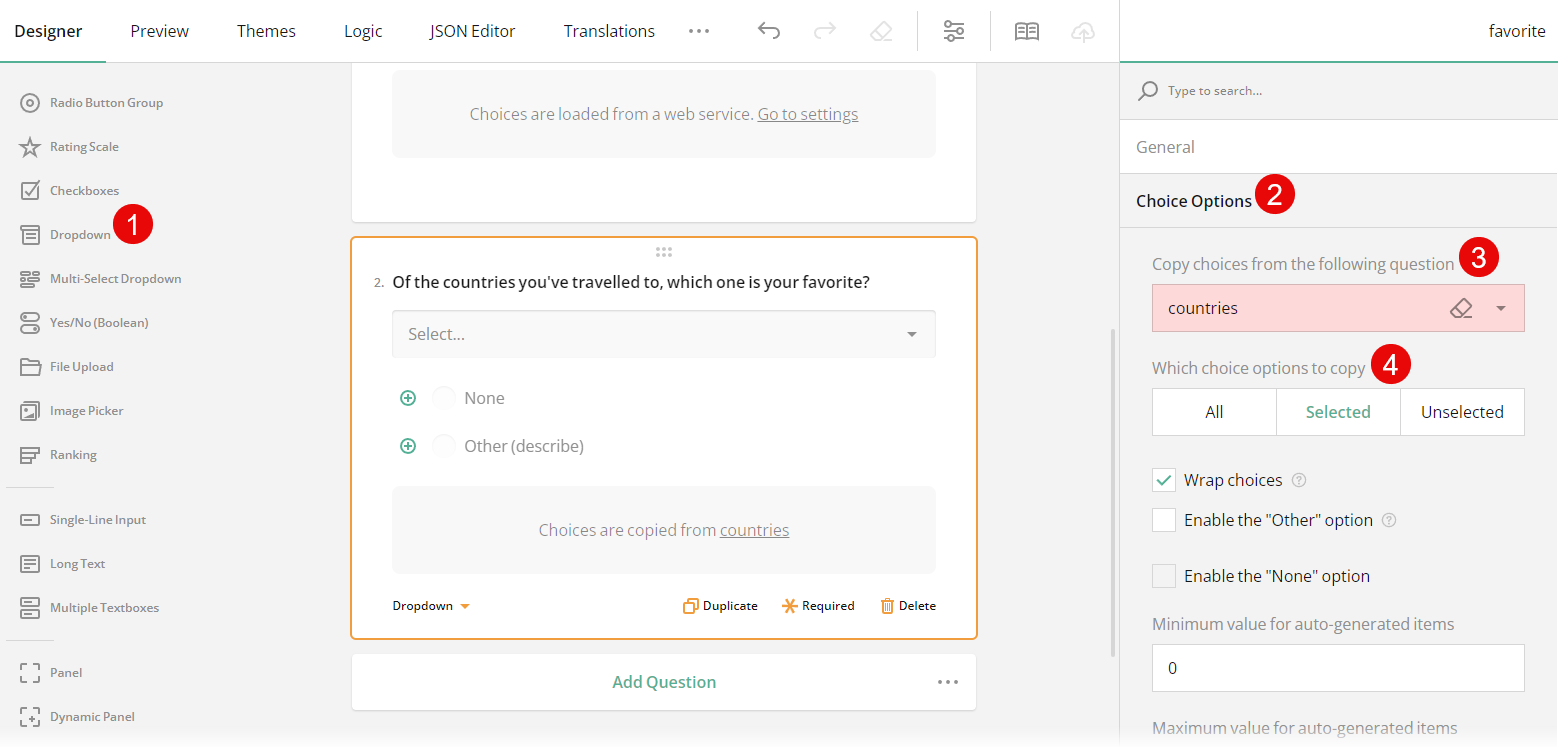 Designer Preview Themes Logic JSON Editor Translations
favorite
Radio Button Group
Rating Scale
Checkboxes
Dropdown 1
Multi-Select Dropdown
Yes/No (Boolean)
File Upload
Image Picker
Ranking
Single-Line Input
Long Text
Multiple Textboxes
Panel
Dynamic Panel
Choices are loaded from a web service. Go to settings
2. Of the countries you've travelled to, which one is your favorite?
Select...
None
Other (describe)
Choices are copied from countries
Dropdown Duplicate Required Delete
Add Question
Type to search...
General
Choice Options 2
Copy choices from the following question 3
countries
Which choice options to copy 4
All Selected Unselected
Wrap choices ?
Enable the "Other" option ?
Enable the "None" option
Minimum value for auto-generated items
0
Maximum value for auto-generated items